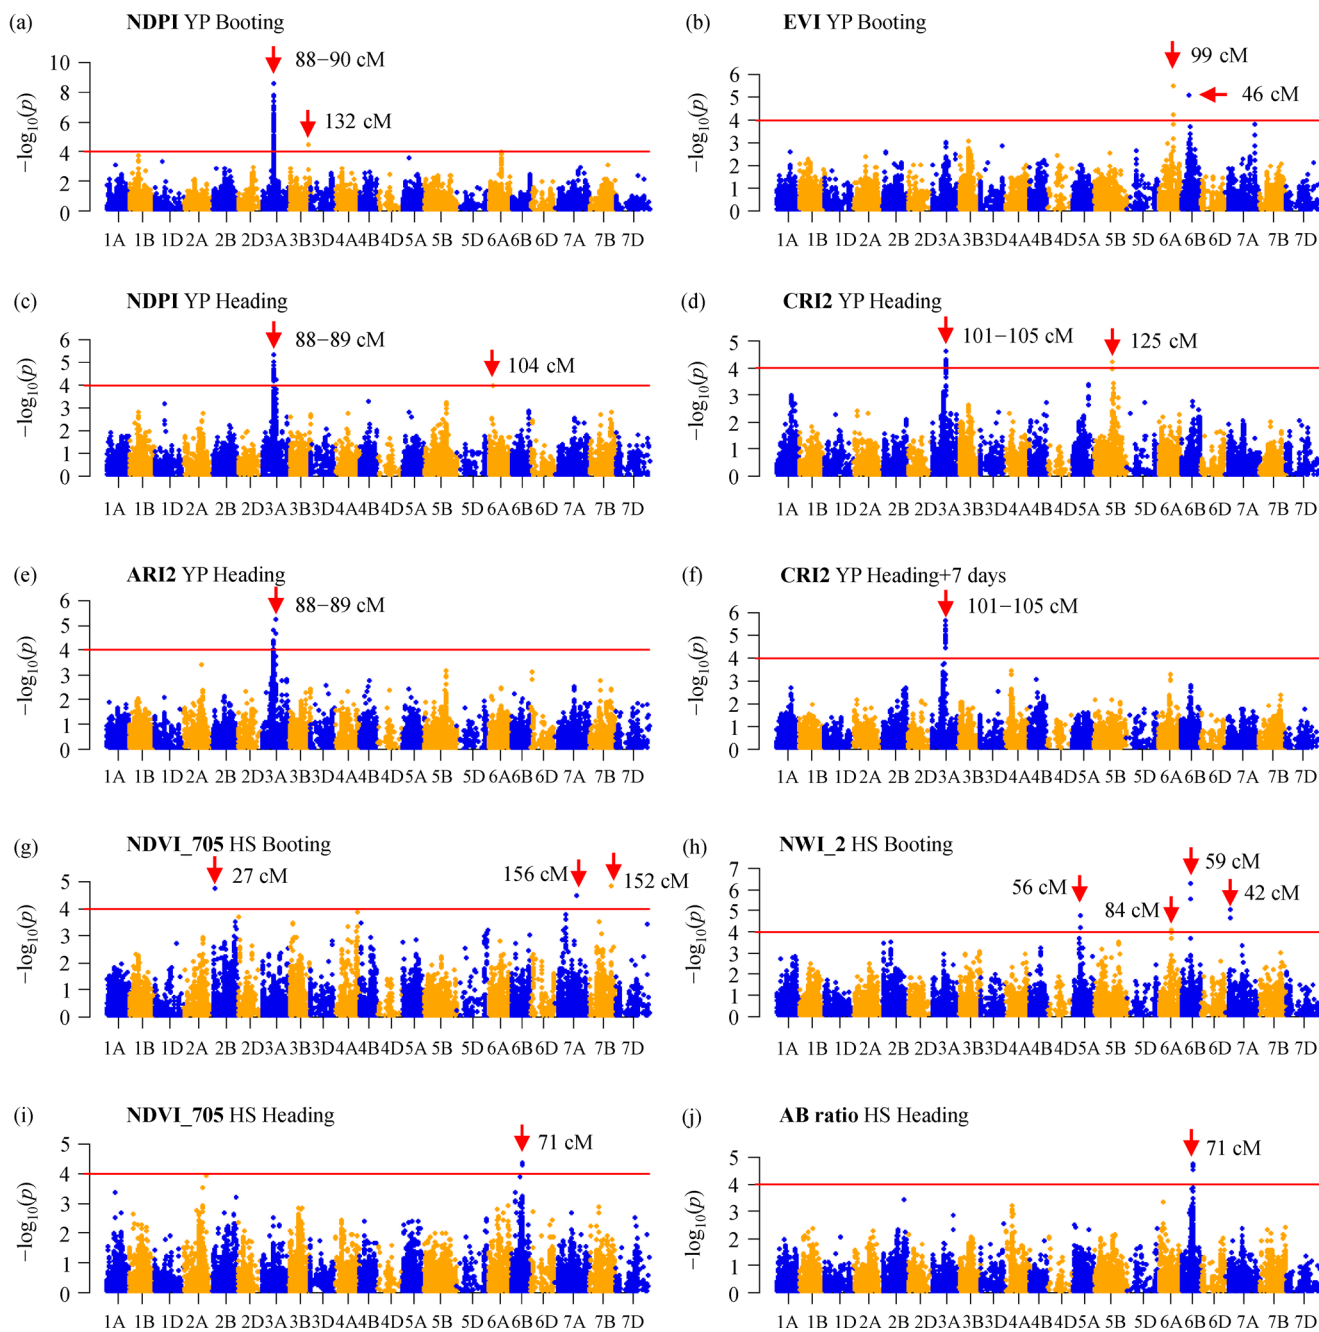 (a) NDPI YP Booting
88−90 cM
132 cM
−log10(p)
10
8
6
4
2
0
1A 1B 1D 2A 2B 2D 3A 3B 3D 4A 4B 4D 5A 5B 5D 6A 6B 6D 7A 7B 7D
(b) EVI YP Booting
99 cM
46 cM
−log10(p)
6
5
4
3
2
1
0
1A 1B 1D 2A 2B 2D 3A 3B 3D 4A 4B 4D 5A 5B 5D 6A 6B 6D 7A 7B 7D
(c) NDPI YP Heading
88−89 cM
104 cM
−log10(p)
6
5
4
3
2
1
0
1A 1B 1D 2A 2B 2D 3A 3B 3D 4A 4B 4D 5A 5B 5D 6A 6B 6D 7A 7B 7D
(d) CRI2 YP Heading
101−105 cM
125 cM
−log10(p)
5
4
3
2
1
0
1A 1B 1D 2A 2B 2D 3A 3B 3D 4A 4B 4D 5A 5B 5D 6A 6B 6D 7A 7B 7D
(e) ARI2 YP Heading
88−89 cM
−log10(p)
6
5
4
3
2
1
0
1A 1B 1D 2A 2B 2D 3A 3B 3D 4A 4B 4D 5A 5B 5D 6A 6B 6D 7A 7B 7D
(f) CRI2 YP Heading+7 days
101−105 cM
−log10(p)
6
5
4
3
2
1
0
1A 1B 1D 2A 2B 2D 3A 3B 3D 4A 4B 4D 5A 5B 5D 6A 6B 6D 7A 7B 7D
(g) NDVI_705 HS Booting
27 cM
156 cM
152 cM
−log10(p)
5
4
3
2
1
0
1A 1B 1D 2A 2B 2D 3A 3B 3D 4A 4B 4D 5A 5B 5D 6A 6B 6D 7A 7B 7D
(h) NWI_2 HS Booting
59 cM
56 cM
42 cM
84 cM
−log10(p)
7
6
5
4
3
2
1
0
1A 1B 1D 2A 2B 2D 3A 3B 3D 4A 4B 4D 5A 5B 5D 6A 6B 6D 7A 7B 7D
(i) NDVI_705 HS Heading
71 cM
−log10(p)
5
4
3
2
1
0
1A 1B 1D 2A 2B 2D 3A 3B 3D 4A 4B 4D 5A 5B 5D 6A 6B 6D 7A 7B 7D
(j) AB ratio HS Heading
71 cM
−log10(p)
5
4
3
2
1
0
1A 1B 1D 2A 2B 2D 3A 3B 3D 4A 4B 4D 5A 5B 5D 6A 6B 6D 7A 7B 7D